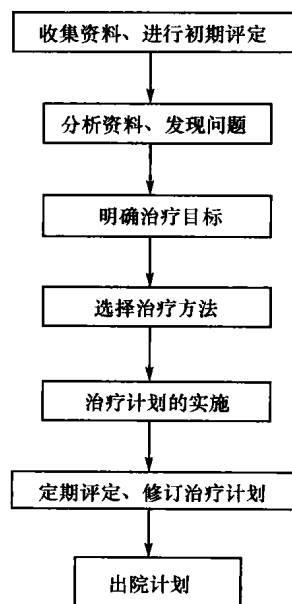 收集资料、进行初期评定
分析资料、发现问题
明确治疗目标
选择治疗方法
治疗计划的实施
定期评定、修订治疗计划
出院计划